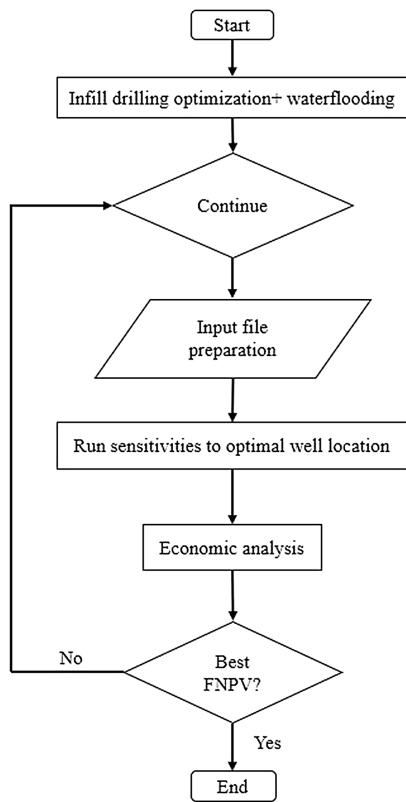 Start
Infill drilling optimization+ waterflooding
Continue
Input file
preparation
Run sensitivities to optimal well location
Economic analysis
Best
FNPV?
No
Yes
End